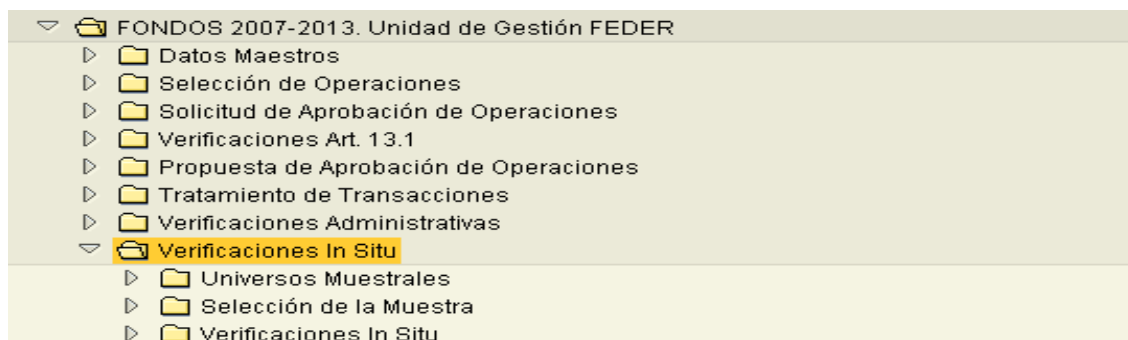 FONDOS 2007-2013. Unidad de Gestión FEDER
Datos Maestros
Selección de Operaciones
Solicitud de Aprobación de Operaciones
Verificaciones Art. 13.1
Propuesta de Aprobación de Operaciones
Tratamiento de Transacciones
Verificaciones Administrativas
Verificaciones In Situ
Universos Muestrales
Selección de la Muestra
Verificaciones In Situ